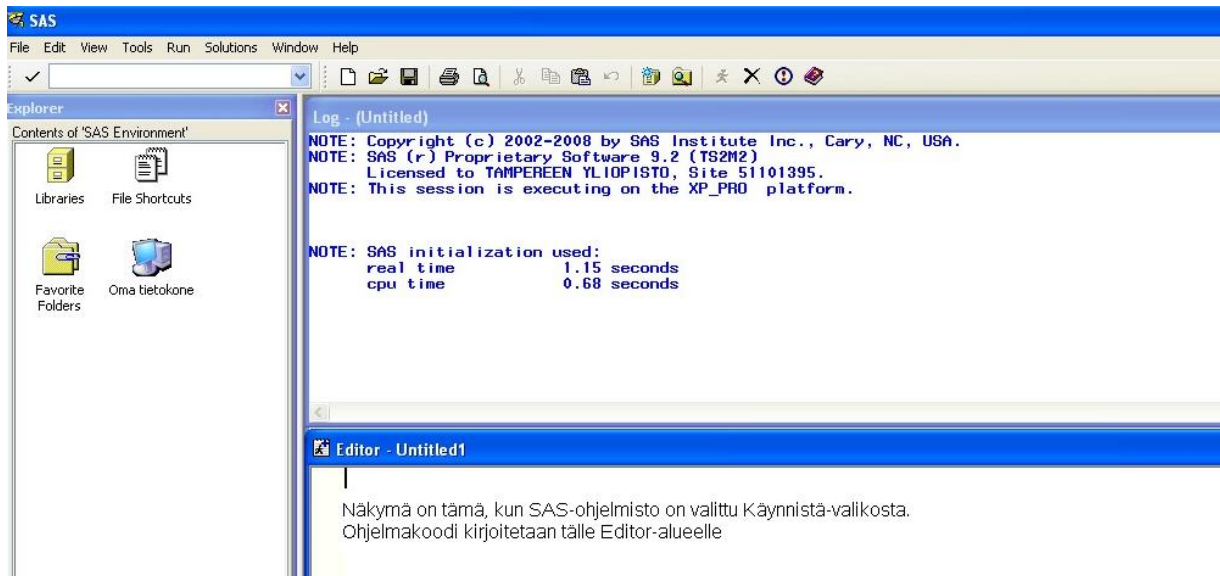 SAS
File Edit View Tools Run Solutions Window Help
Explorer
Contents of 'SAS Environment'
Libraries
File Shortcuts
Favorite
Folders
Oma tietokone
Log - (Untitled)
NOTE: Copyright (c) 2002-2008 by SAS Institute Inc., Cary, NC, USA.
NOTE: SAS (r) Proprietary Software 9.2 (TS2M2)
Licensed to TAMPEREEN YLIOPISTO, Site 51101395.
NOTE: This session is executing on the XP_PRO platform.
NOTE: SAS initialization used:
real time 1.15 seconds
cpu time 0.68 seconds
Editor - Untitled1
Näkymä on tämä, kun SAS-ohjelmisto on valittu Käynnistä-valikosta.
Ohjelmakoodi kirjoitetaan tälle Editor-alueelle